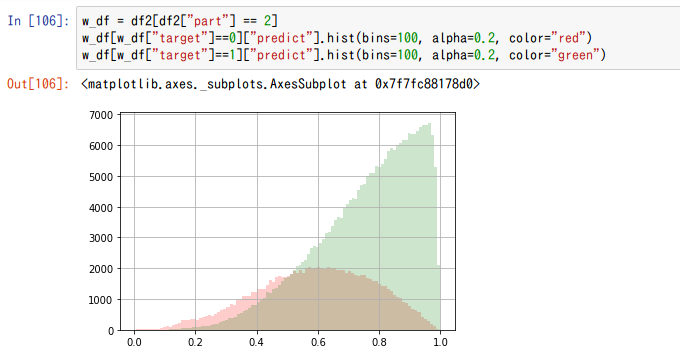 In [106]: w_df = df2[df2["part"] == 2]
w_df[w_df["target"]==0]["predict"].hist(bins=100, alpha=0.2, color="red")
w_df[w_df["target"]==1]["predict"].hist(bins=100, alpha=0.2, color="green")
Out[106]: <matplotlib.axes._subplots.AxesSubplot at 0x7f7fc88178d0>
7000
6000
5000
4000
3000
2000
1000
0
0.0 0.2 0.4 0.6 0.8 1.0